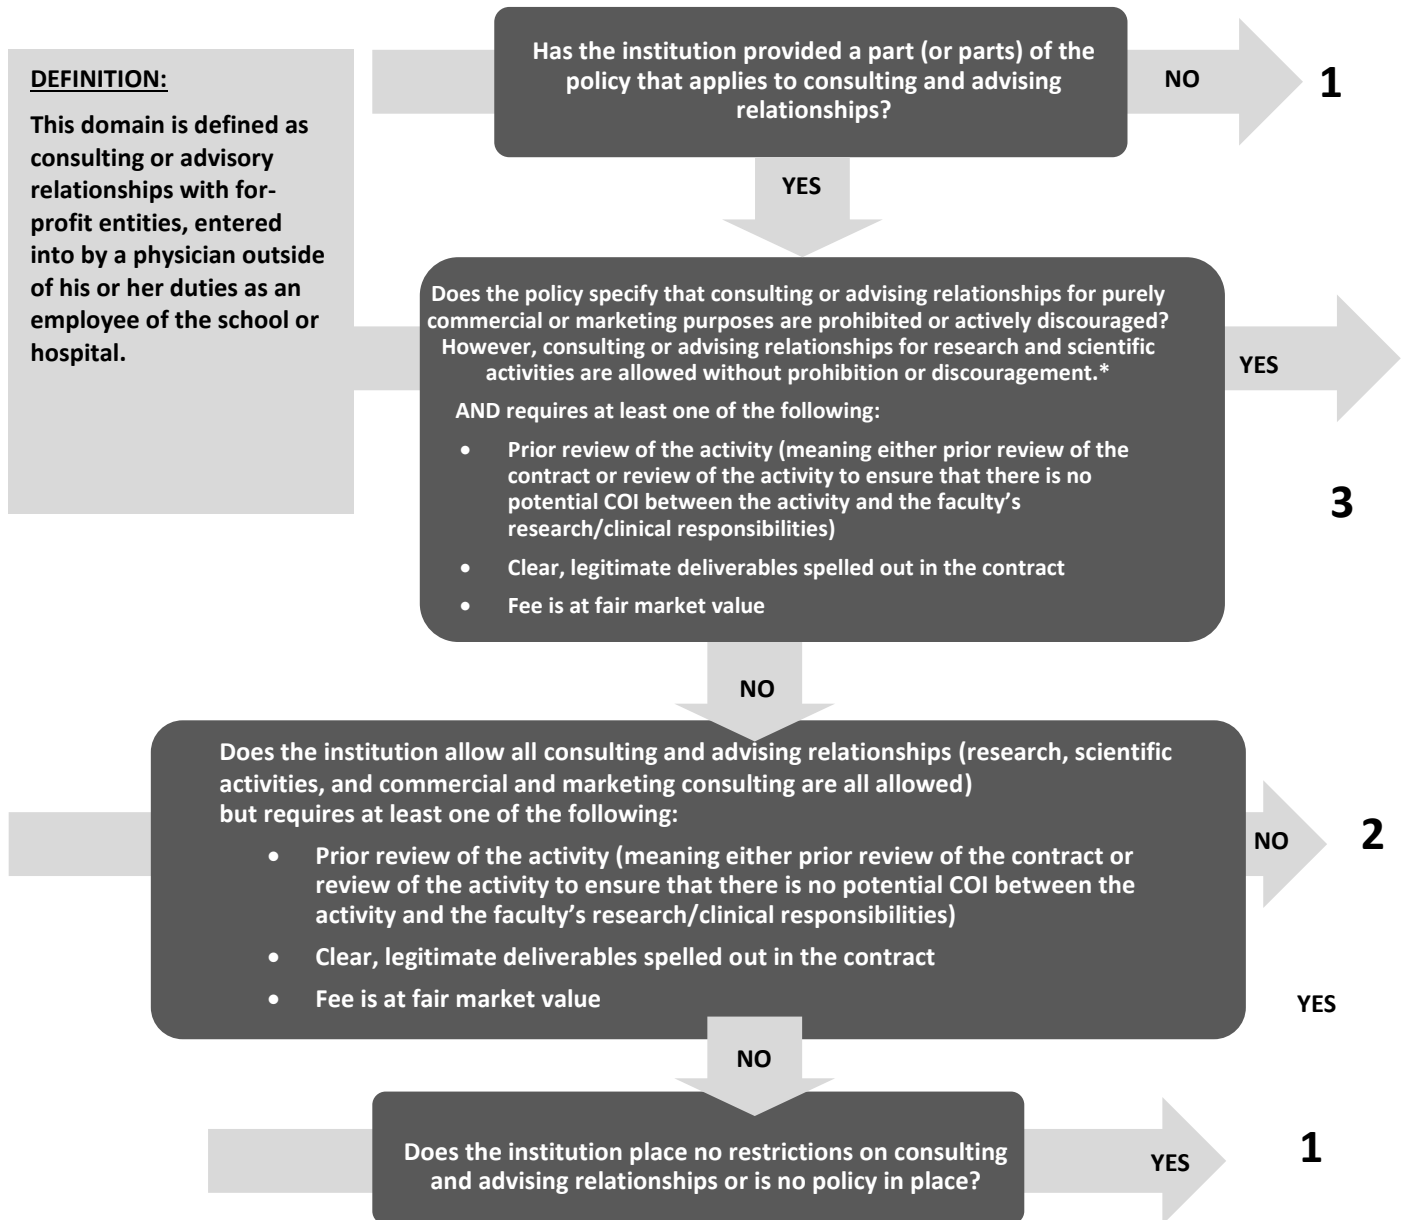 DEFINITION:
This domain is defined as
consulting or advisory
relationships with for-
profit entities, entered
into by a physician outside
of his or her duties as an
employee of the school or
hospital.
Has the institution provided a part (or parts) of the
policy that applies to consulting and advising
relationships?
NO
1
YES
Does the policy specify that consulting or advising relationships for purely
commercial or marketing purposes are prohibited or actively discouraged?
However, consulting or advising relationships for research and scientific
activities are allowed without prohibition or discouragement.*
AND requires at least one of the following:
• Prior review of the activity (meaning either prior review of the
contract or review of the activity to ensure that there is no
potential COI between the activity and the faculty’s
research/clinical responsibilities)
• Clear, legitimate deliverables spelled out in the contract
• Fee is at fair market value
YES
3
NO
Does the institution allow all consulting and advising relationships (research, scientific
activities, and commercial and marketing consulting are all allowed)
but requires at least one of the following:
• Prior review of the activity (meaning either prior review of the contract or
review of the activity to ensure that there is no potential COI between the
activity and the faculty’s research/clinical responsibilities)
• Clear, legitimate deliverables spelled out in the contract
• Fee is at fair market value
NO
2
YES
NO
Does the institution place no restrictions on consulting
and advising relationships or is no policy in place?
YES
1